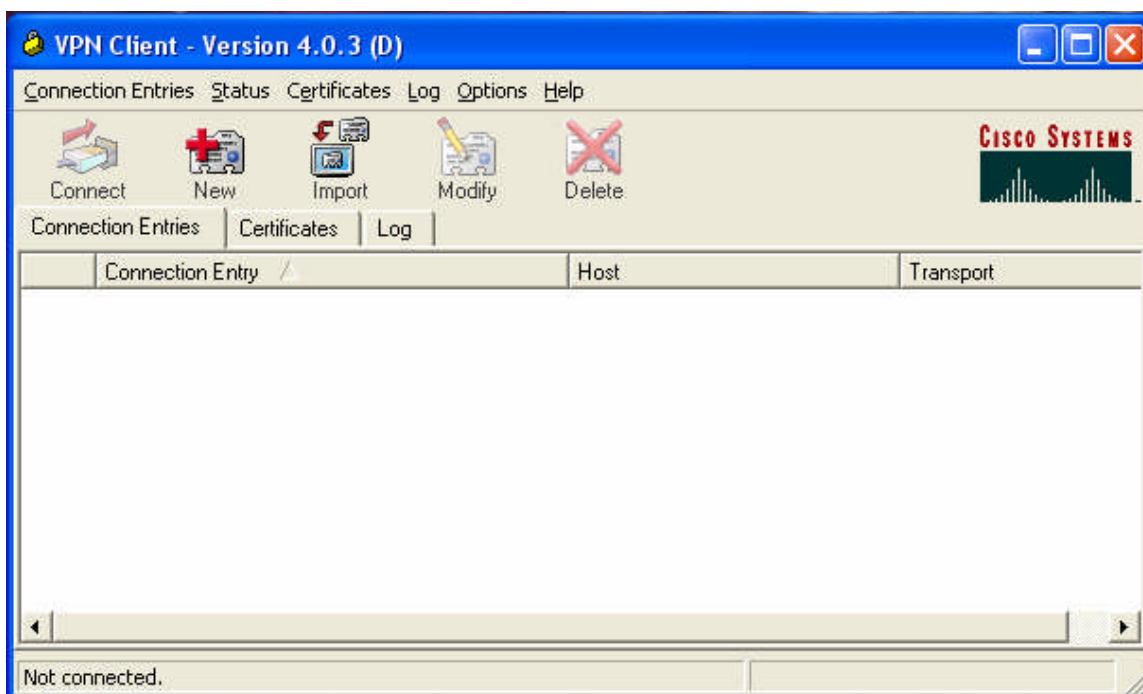 VPN Client - Version 4.0.3 (D)
Connection Entries Status Certificates Log Options Help
Connect New Import Modify Delete
CISCO SYSTEMS
Connection Entries Certificates Log
Connection Entry Host Transport
Not connected.